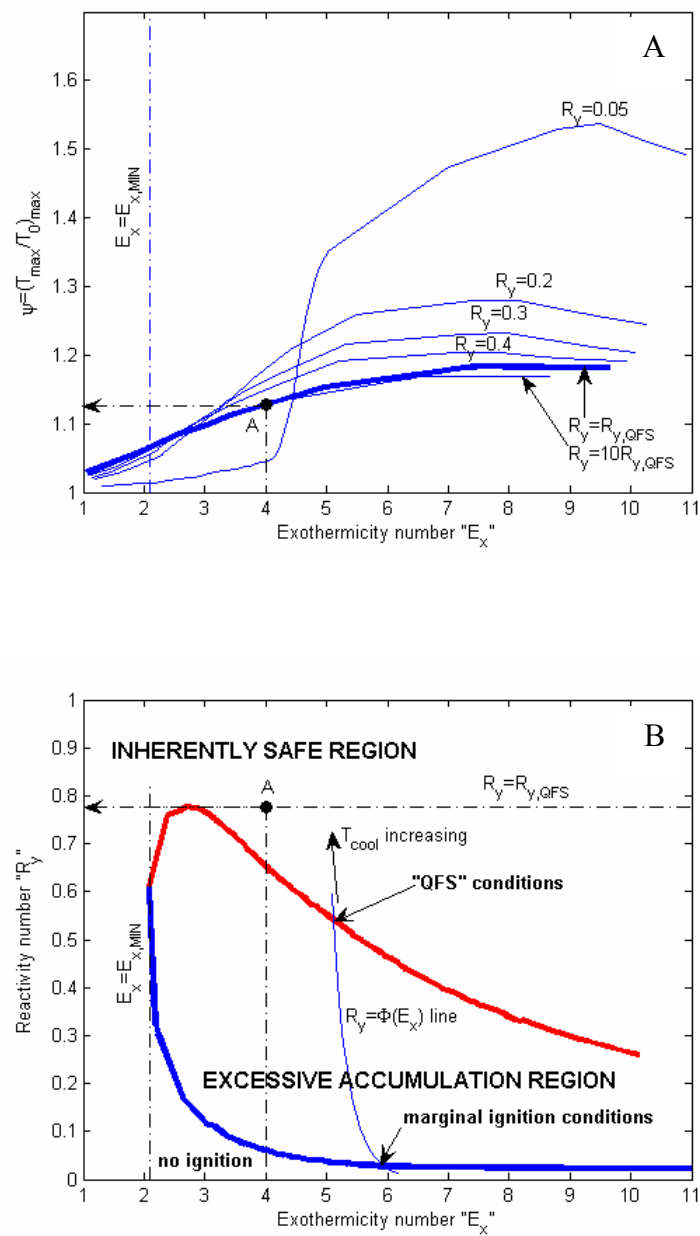 A
1.6
R_y=0.05
1.5
E_x=E_x,MIN
1.4
ψ=(T_max/T_0)_max
1.3
R_y=0.2
R_y=0.3
1.2
R_y=0.4
1.1
A
R_y=R_y,QFS
R_y=10R_y,QFS
1
1 2 3 4 5 6 7 8 9 10 11
Exothermicity number "E_x"
1
B
0.9
INHERENTLY SAFE REGION
A
R_y=R_y,QFS
0.8
T_cool increasing
0.7
"QFS" conditions
0.6
Reactivity number "R_y"
0.5
E_x=E_x,MIN
0.4
R_y=Φ(E_x) line
0.3
0.2
EXCESSIVE ACCUMULATION REGION
marginal ignition conditions
0.1
no ignition
0
1 2 3 4 5 6 7 8 9 10 11
Exothermicity number "E_x"